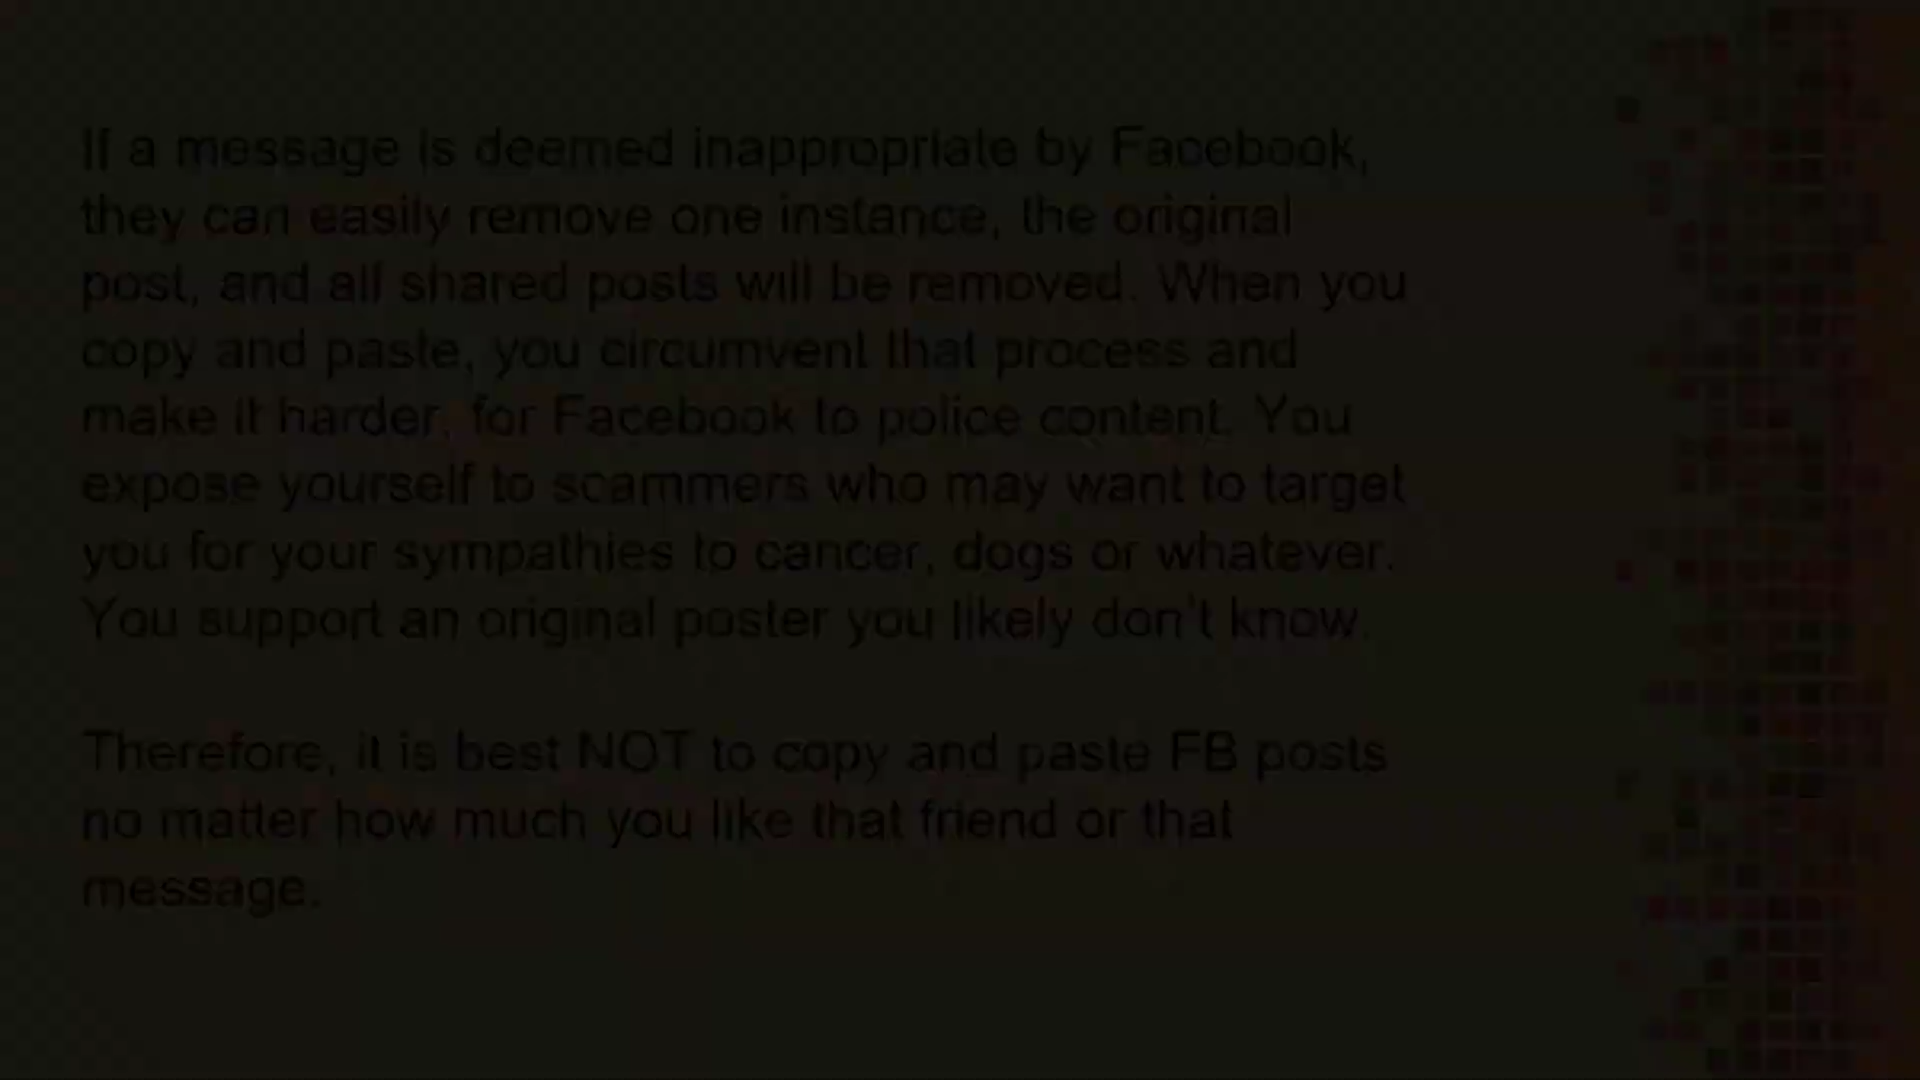 If a message is deemed inappropriate by Facebook,
they can easily remove one instance, the original
post, and all shared posts will be removed. When you
copy and paste, you circumvent that process and
make it harder, for Facebook to police content. You
expose yourself to scammers who may want to target
you for your sympathies to cancer, dogs or whatever.
You support an original poster you likely don't know.
Therefore, it is best NOT to copy and paste FB posts
no matter how much you like that friend or that
message.